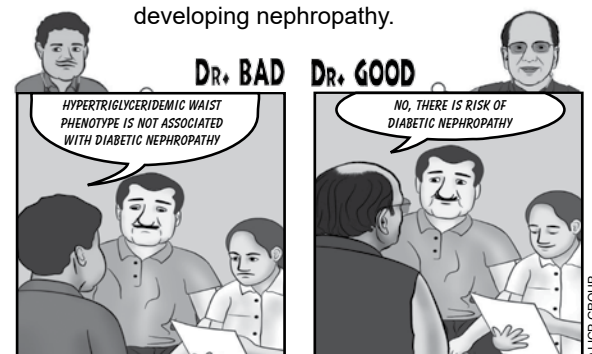 developing nephropathy.
DR. BAD
HYPERTRIGLYCERIDEMIC WAIST
PHENOTYPE IS NOT ASSOCIATED
WITH DIABETIC NEPHROPATHY
DR. GOOD
NO, THERE IS RISK OF
DIABETIC NEPHROPATHY